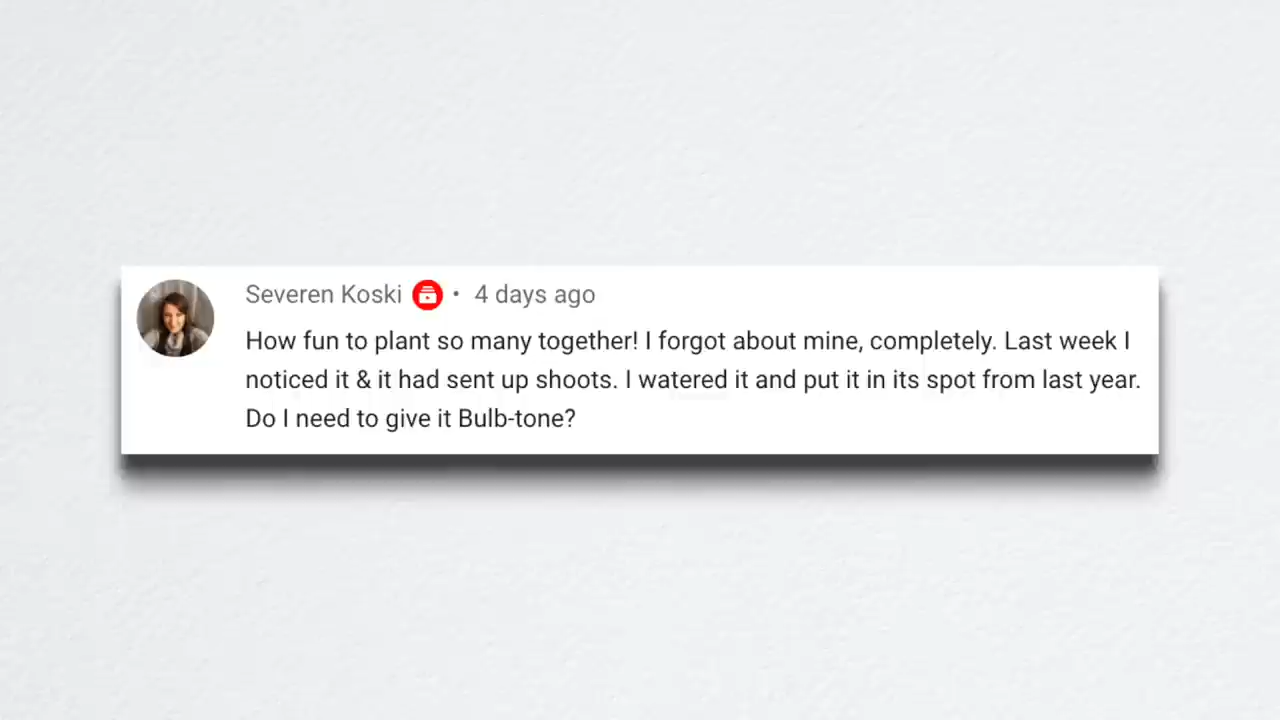 Severen Koski • 4 days ago
How fun to plant so many together! I forgot about mine, completely. Last week I
noticed it & it had sent up shoots. I watered it and put it in its spot from last year.
Do I need to give it Bulb-tone?